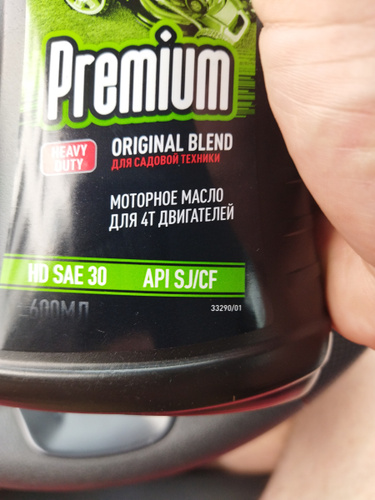 Premium
HEAVY
DUTY
ORIGINAL BLEND
ДЛЯ САДОВОЙ ТЕХНИКИ
МОТОРНОЕ МАСЛО
ДЛЯ 4Т ДВИГАТЕЛЕЙ
HD SAE 30 API SJ/CF
600МЛ
33290/01